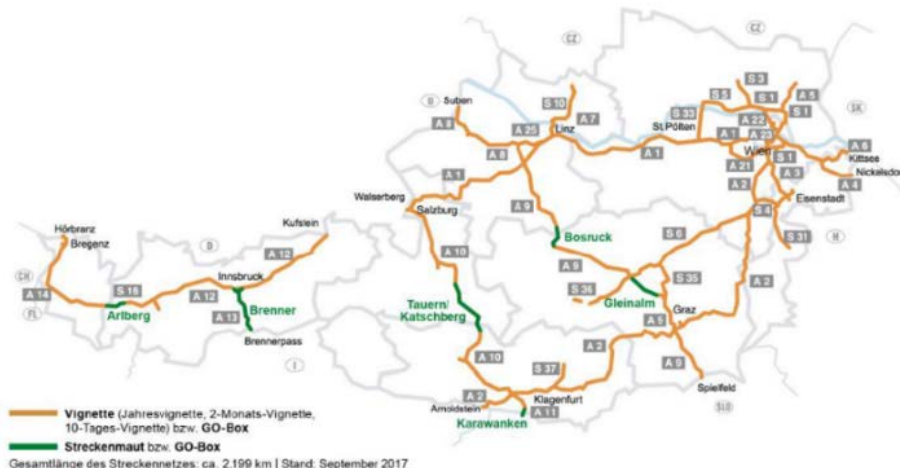 CZ
CZ
S 3
S 10
S 5
S 1
A 5
D
Suben
A 7
S 33
S 1
SK
A 8
A 25
Linz
St.Pölten
A 22
A 23
A 1
A 6
A 8
A 1
Wien
Kittsee
A 1
A 21
S 1
A 3
Nickelsdorf
A 2
A 4
Walserberg
Salzburg
A 9
Eisenstadt
S 4
Hörbranz
Kufstein
Bosruck
S 6
S 31
H
Bregenz
D
A 12
A 10
A 9
Innsbruck
S 36
S 35
A 2
CH
A 14
S 16
A 12
Brenner
Tauern/
Katschberg
Gleinalm
Graz
FL
Arlberg
A 13
A 9
Brennerpass
I
A 10
A 2
A 9
S 37
Spielfeld
A 2
Klagenfurt
SLO
Arnoldstein
A 11
Karawanken
Vignette (Jahresvignette, 2-Monats-Vignette,
10-Tages-Vignette) bzw. GO-Box
Streckenmaut bzw. GO-Box
Gesamtlänge des Streckennetzes: ca. 2.199 km | Stand: September 2017